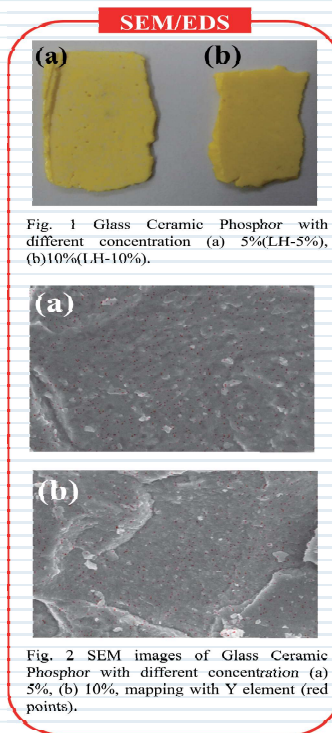 SEM/EDS
(a)
(b)
Fig. 1 Glass Ceramic Phosphor with
different concentration (a) 5%(LH-5%),
(b)10%(LH-10%).
(a)
(b)
Fig. 2 SEM images of Glass Ceramic
Phosphor with different concentration (a)
5%, (b) 10%, mapping with Y element (red
points).